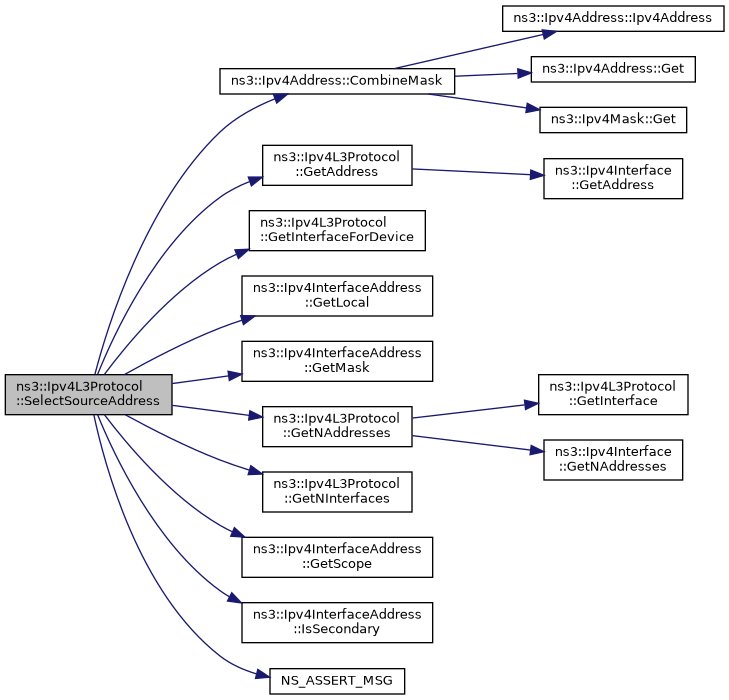 ns3::Ipv4Address::Ipv4Address
ns3::Ipv4Address::CombineMask
ns3::Ipv4Address::Get
ns3::Ipv4Mask::Get
ns3::Ipv4L3Protocol
::GetAddress
ns3::Ipv4Interface
::GetAddress
ns3::Ipv4L3Protocol
::GetInterfaceForDevice
ns3::Ipv4InterfaceAddress
::GetLocal
ns3::Ipv4InterfaceAddress
::GetMask
ns3::Ipv4L3Protocol
::SelectSourceAddress
ns3::Ipv4L3Protocol
::GetNAddresses
ns3::Ipv4L3Protocol
::GetInterface
ns3::Ipv4Interface
::GetNAddresses
ns3::Ipv4L3Protocol
::GetNInterfaces
ns3::Ipv4InterfaceAddress
::GetScope
ns3::Ipv4InterfaceAddress
::IsSecondary
NS_ASSERT_MSG